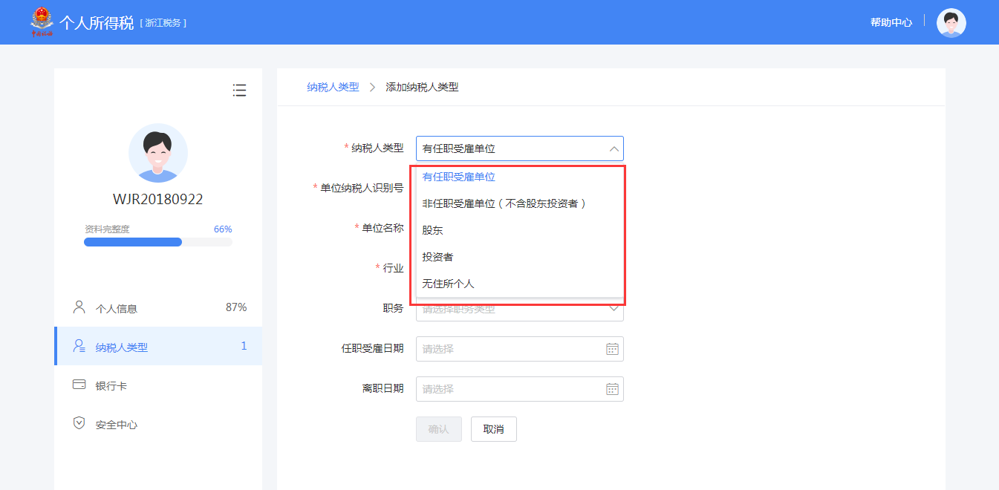 个人所得税 [ 浙江税务 ]
帮助中心
WJR20180922
资料完整度 66%
个人信息 87%
纳税人类型 1
银行卡
安全中心
纳税人类型 > 添加纳税人类型
* 纳税人类型 有任职受雇单位
有任职受雇单位
* 单位纳税人识别号
非任职受雇单位（不含股东投资者）
* 单位名称
股东
投资者
* 行业
无住所个人
职务 请选择职务类型
任职受雇日期 请选择
离职日期 请选择
确认 取消